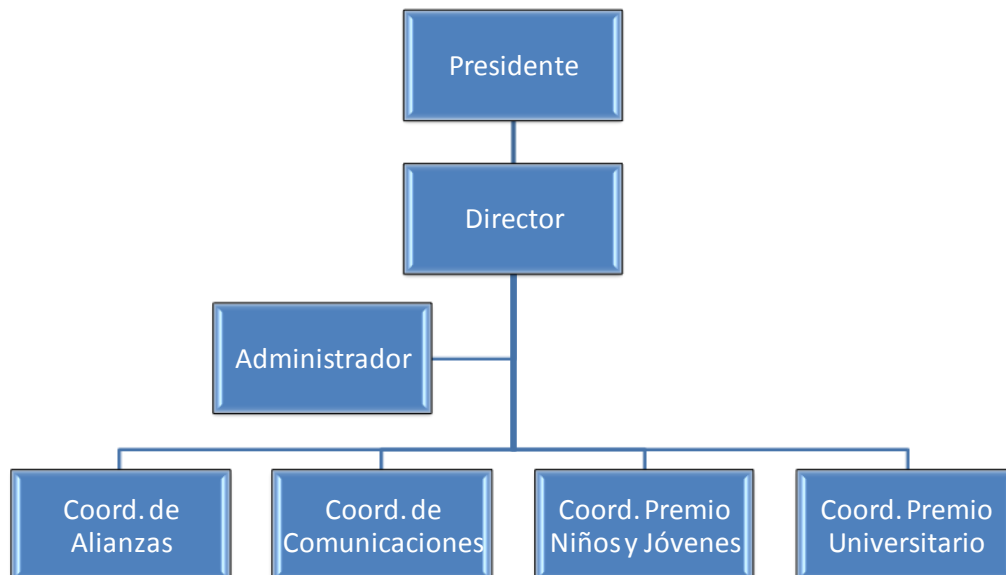 Presidente
Director
Administrador
Coord. de
Alianzas
Coord. de
Comunicaciones
Coord. Premio
Niños y Jóvenes
Coord. Premio
Universitario